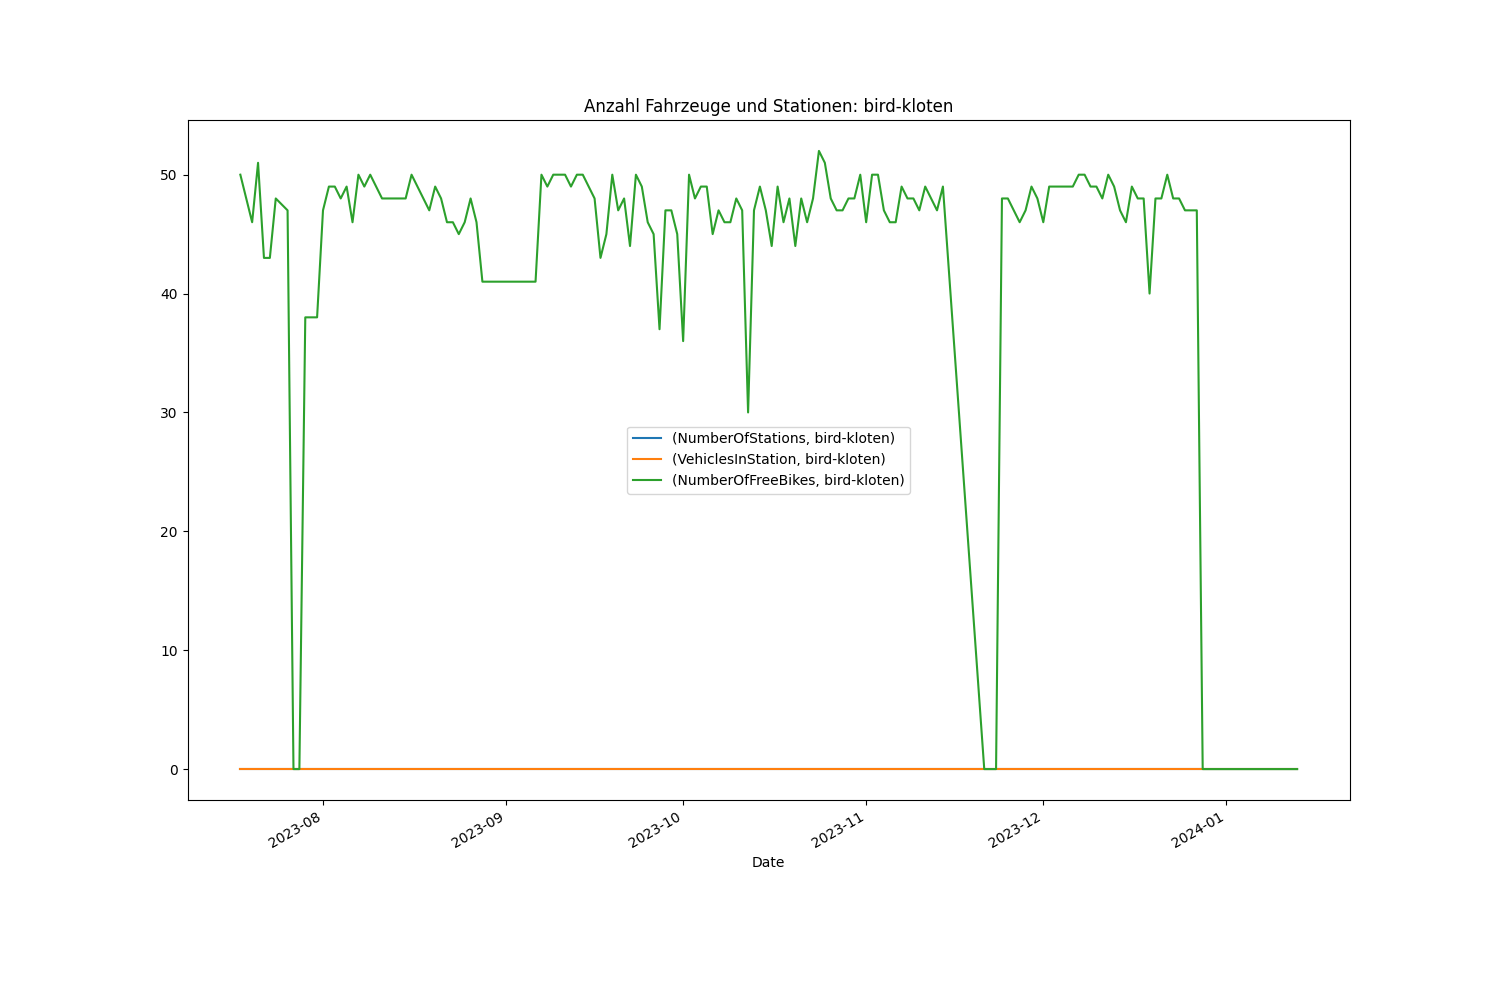 Anzahl Fahrzeuge und Stationen: bird-kloten
50
40
30
20
10
0
(NumberOfStations, bird-kloten)
(VehiclesInStation, bird-kloten)
(NumberOfFreeBikes, bird-kloten)
2023-08
2023-09
2023-10
2023-11
2023-12
2024-01
Date